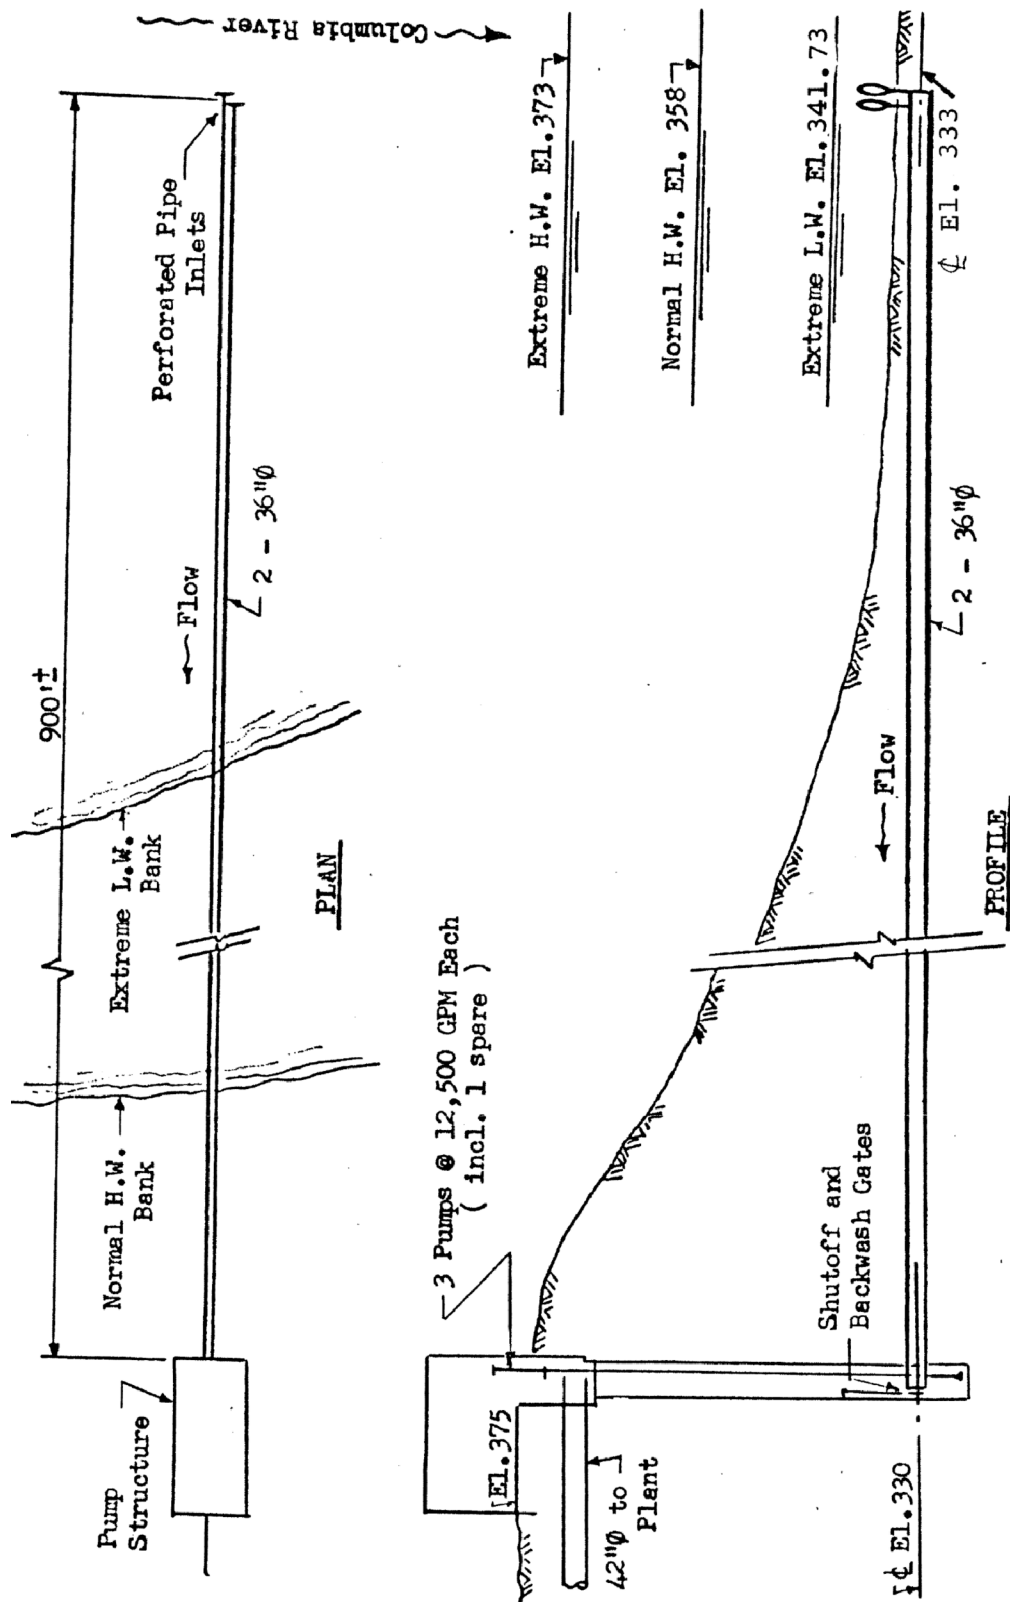 Columbia River
900'±
Perforated Pipe
Inlets
Flow
2 - 36"ø
Extreme L.W.
Bank
Normal H.W.
Bank
Pump
Structure
PLAN
Extreme H.W. El.373
Normal H.W. El. 358
Extreme L.W. El.341.73
℄ El. 333
3 Pumps @ 12,500 GPM Each
( incl. 1 spare )
Flow
2 - 36"ø
Shutoff and
Backwash Gates
El.375
42"ø to
Plant
℄ El.330
PROFILE